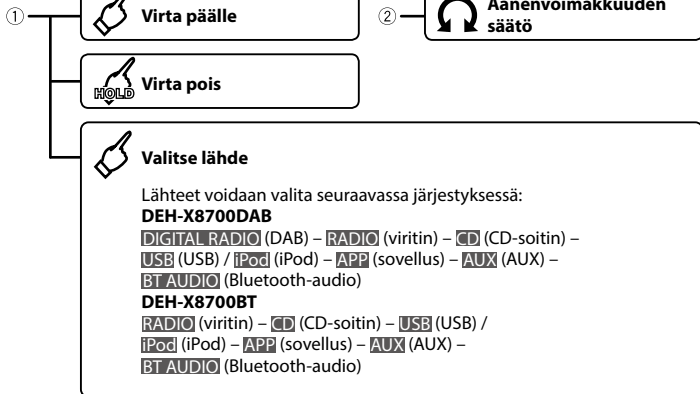 ① Virta päälle
② Äänenvoimakkuuden
säätö
HOLD Virta pois
Valitse lähde
Lähteet voidaan valita seuraavassa järjestyksessä:
DEH-X8700DAB
DIGITAL RADIO (DAB) – RADIO (viritin) – CD (CD-soitin) –
USB (USB) / iPod (iPod) – APP (sovellus) – AUX (AUX) –
BT AUDIO (Bluetooth-audio)
DEH-X8700BT
RADIO (viritin) – CD (CD-soitin) – USB (USB) /
iPod (iPod) – APP (sovellus) – AUX (AUX) –
BT AUDIO (Bluetooth-audio)